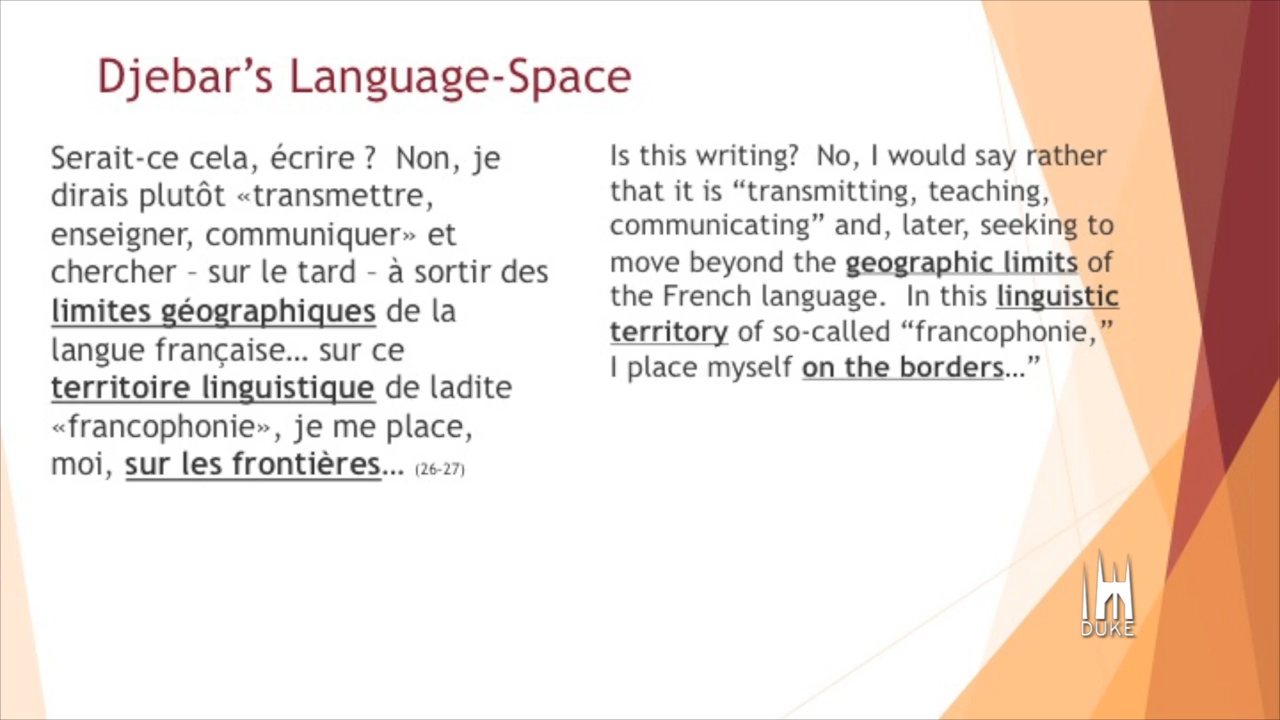 Djebar’s Language-Space
Serait-ce cela, écrire ?  Non, je
dirais plutôt «transmettre,
enseigner, communiquer» et
chercher – sur le tard – à sortir des
limites géographiques de la
langue française… sur ce
territoire linguistique de ladite
«francophonie», je me place,
moi, sur les frontières… (26-27)
Is this writing?  No, I would say rather
that it is “transmitting, teaching,
communicating” and, later, seeking to
move beyond the geographic limits of
the French language.  In this linguistic
territory of so-called “francophonie,”
I place myself on the borders…”
DUKE